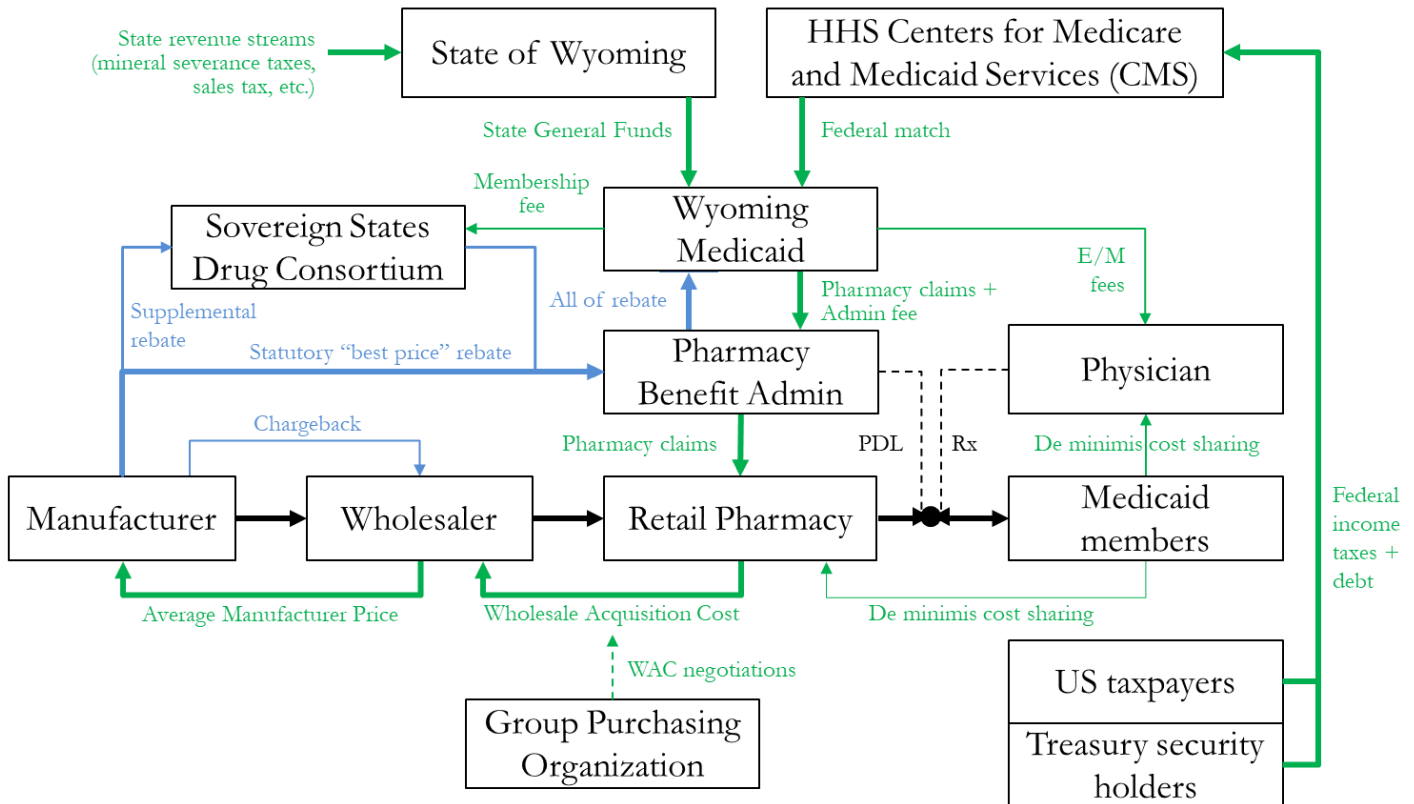 State revenue streams
(mineral severance taxes,
sales tax, etc.)
State of Wyoming
HHS Centers for Medicare
and Medicaid Services (CMS)
State General Funds
Federal match
Membership
fee
Sovereign States
Drug Consortium
Wyoming
Medicaid
E/M
fees
Supplemental
rebate
All of rebate
Pharmacy claims +
Admin fee
Statutory “best price” rebate
Pharmacy
Benefit Admin
Physician
Chargeback
Pharmacy claims
PDL
Rx
De minimis cost sharing
Manufacturer
Wholesaler
Retail Pharmacy
Medicaid
members
Federal
income
taxes +
debt
Average Manufacturer Price
Wholesale Acquisition Cost
De minimis cost sharing
WAC negotiations
Group Purchasing
Organization
US taxpayers
Treasury security
holders